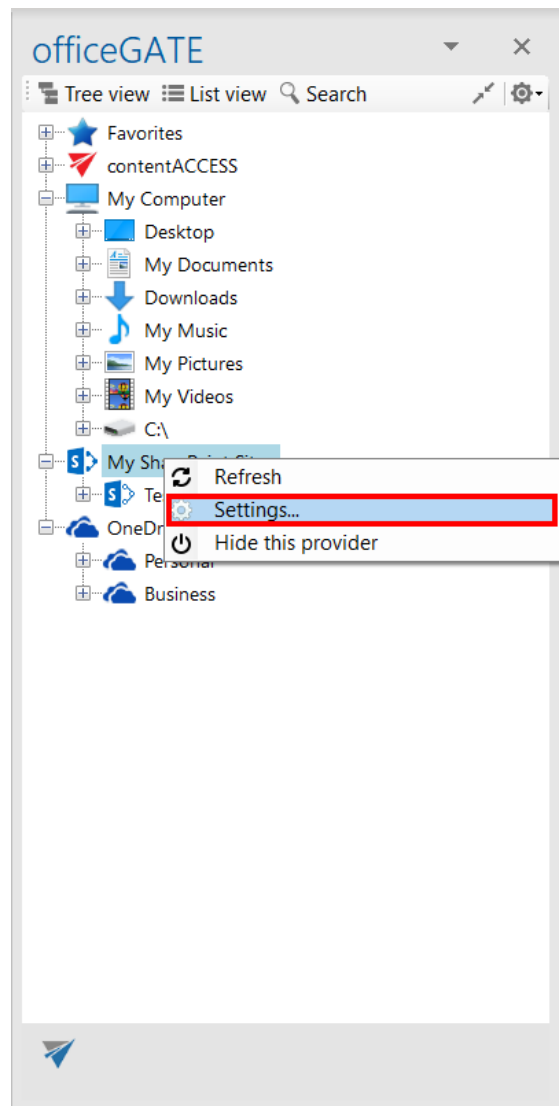 officeGATE
Tree view List view Search
Favorites
contentACCESS
My Computer
Desktop
My Documents
Downloads
My Music
My Pictures
My Videos
C:\
My
Refresh
Settings...
Hide this provider
Business